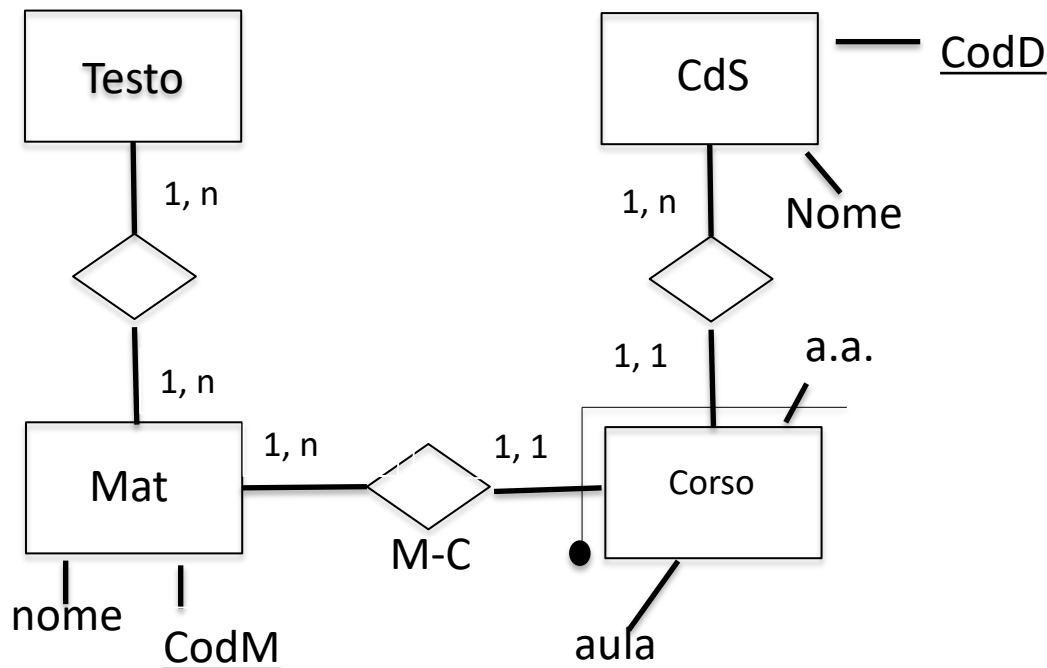 Testo
CdS
CodD
1, n
1, n
Nome
1, n
1, 1
a.a.
Mat
1, n
1, 1
Corso
M-C
nome
CodM
aula